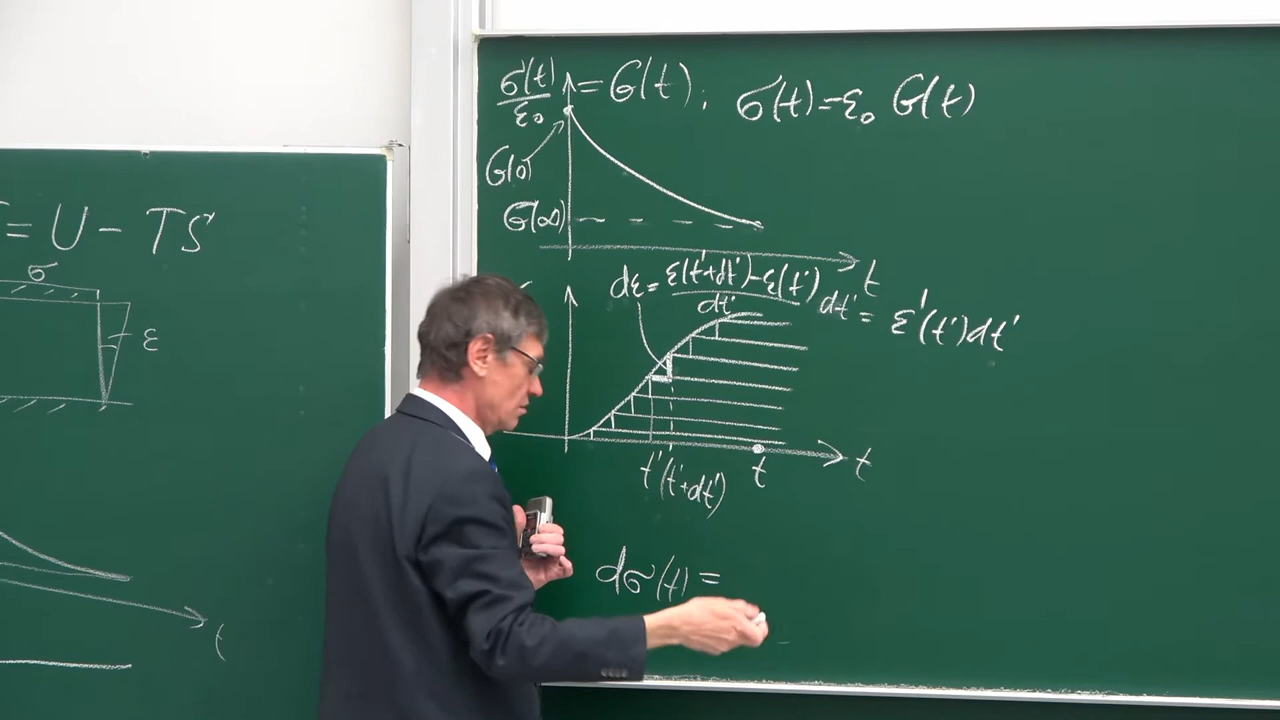 = U - TS
σ
ε
t
σ(t)/ε₀ = G(t); σ(t)=ε₀ G(t)
G(0)
G(∞)
t
dε = (ε(t'+dt')-ε(t'))/dt' dt' = ε'(t')dt'
t
t' (t'+dt') t
dσ(t) =